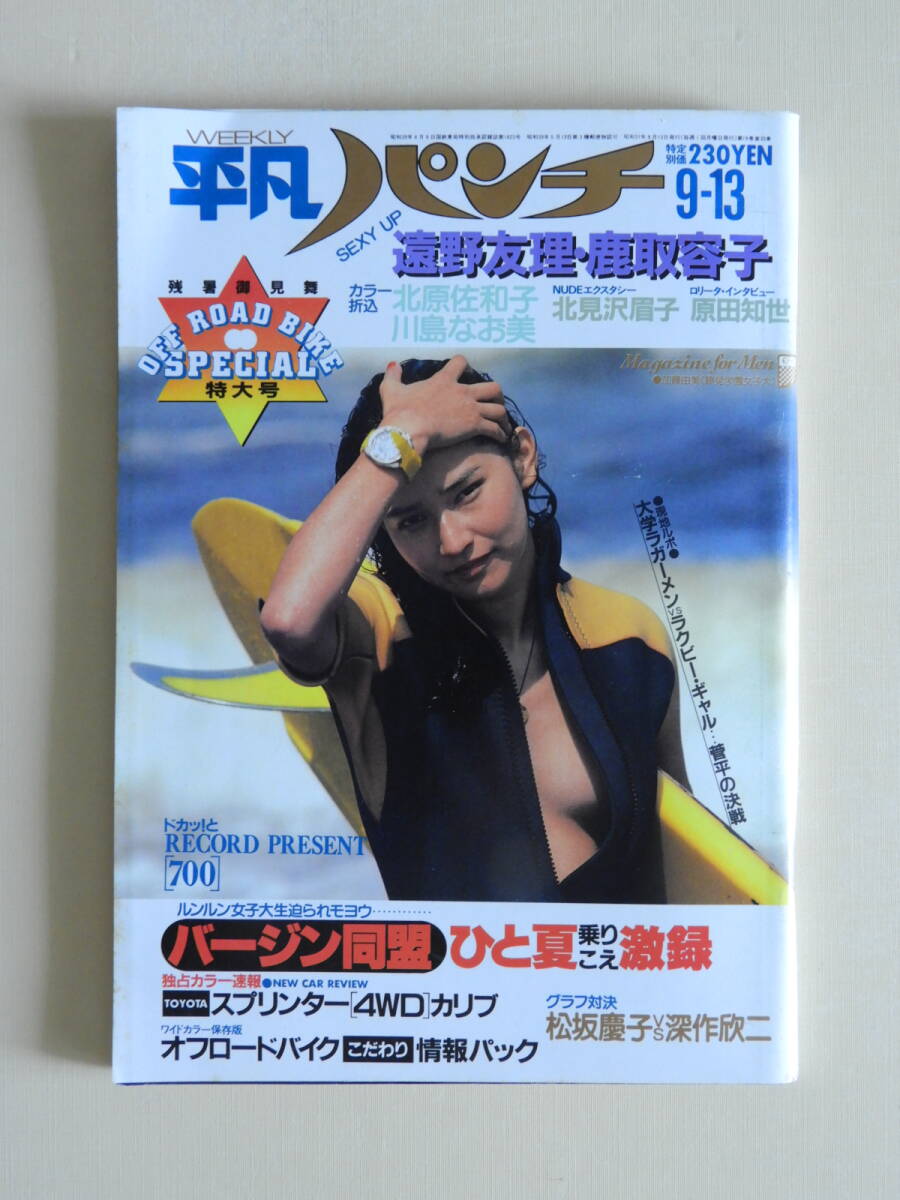 WEEKLY
平凡パンチ
特定
別価 230YEN
9-13
SEXY UP
遠野友理・鹿取容子
カラー
折込
北原佐和子
川島なお美
NUDEエクスタシー
北見沢眉子
ロリータ・インタビュー
原田知世
残暑御見舞
OFF ROAD BIKE
SPECIAL
特大号
Magazine for Men
●現地ルポ●
大学ラガーメンVSラクビー・ギャル…菅平の決戦
ドカッ!と
RECORD PRESENT
[700]
ルンルン女子大生迫られモヨウ…………
バージン同盟 ひと夏乗りこえ激録
独占カラー速報●NEW CAR REVIEW
TOYOTA スプリンター[4WD]カリブ
ワイドカラー保存版
オフロードバイク こだわり 情報パック
グラフ対決
松坂慶子VS深作欣二